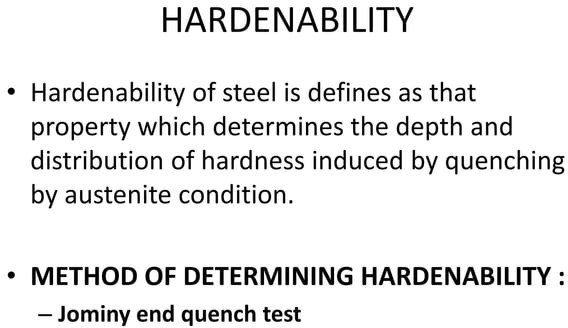 HARDENABILITY
• Hardenability of steel is defines as that
property which determines the depth and
distribution of hardness induced by quenching
by austenite condition.
• METHOD OF DETERMINING HARDENABILITY :
– Jominy end quench test